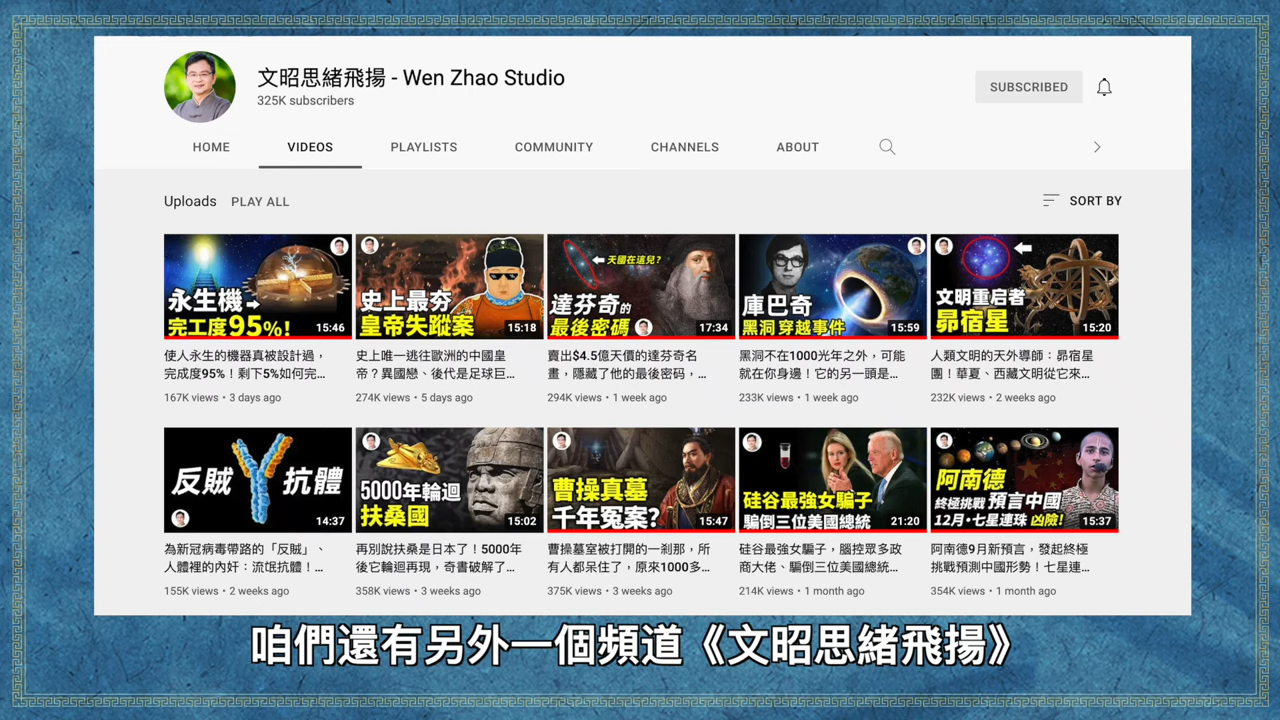 文昭思緒飛揚 - Wen Zhao Studio
325K subscribers
SUBSCRIBED
HOME VIDEOS PLAYLISTS COMMUNITY CHANNELS ABOUT
Uploads PLAY ALL SORT BY
永生機
完工度95%!
15:46
史上最夯
皇帝失蹤案
15:18
天國在這兒?
達芬奇的
最後密碼
17:34
庫巴奇
黑洞穿越事件
15:59
文明重启者
昴宿星
15:20
使人永生的機器真被設計過，
完成度95%！剩下5%如何完...
167K views • 3 days ago
史上唯一逃往歐洲的中國皇
帝？異國戀、後代是足球巨...
274K views • 5 days ago
賣出$4.5億天價的達芬奇名
畫，隱藏了他的最後密碼，...
294K views • 1 week ago
黑洞不在1000光年之外，可能
就在你身邊！它的另一頭是...
233K views • 1 week ago
人類文明的天外導師：昴宿星
團！華夏、西藏文明從它來...
232K views • 2 weeks ago
反賊 抗體
14:37
5000年輪迴
扶桑國
15:02
曹操真墓
千年冤案?
15:47
硅谷最強女騙子
騙倒三位美國總統
21:20
阿南德
終極挑戰 預言中國
12月·七星連珠 凶險!
15:37
為新冠病毒帶路的「反賊」、
人體裡的內奸：流氓抗體！...
155K views • 2 weeks ago
再別說扶桑是日本了！5000年
後它輪迴再現，奇書破解了...
358K views • 3 weeks ago
曹操墓室被打開的一剎那，所
有人都呆住了，原來1000多...
375K views • 3 weeks ago
硅谷最強女騙子，腦控眾多政
商大佬、騙倒三位美國總統...
214K views • 1 month ago
阿南德9月新預言，發起終極
挑戰預測中國形勢！七星連...
354K views • 1 month ago
咱們還有另外一個頻道《文昭思緒飛揚》